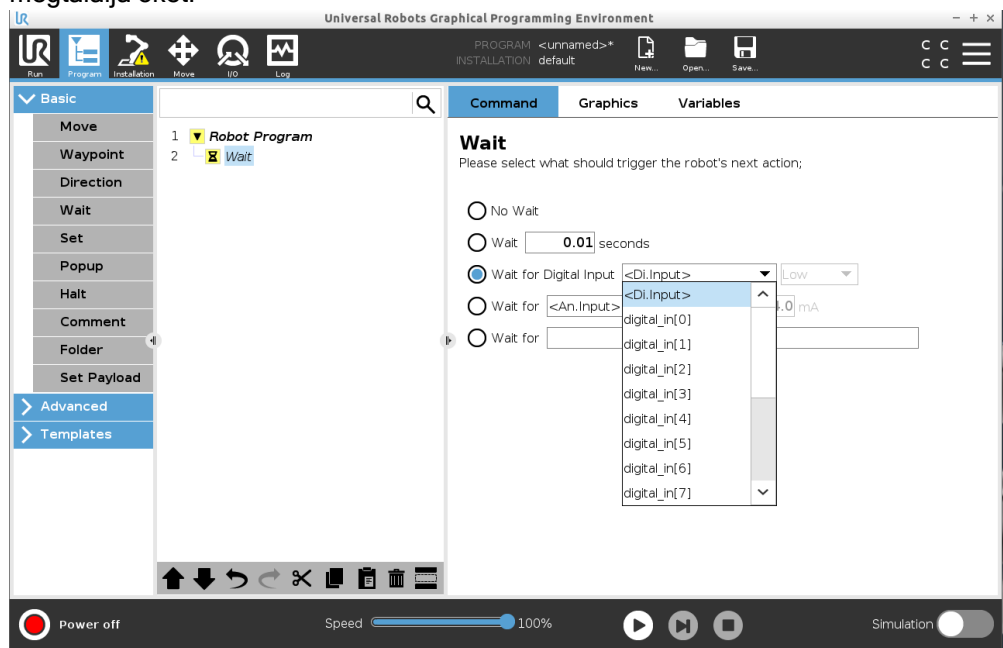 Universal Robots Graphical Programming Environment
PROGRAM <unnamed>*
INSTALLATION default
Run Program Installation Move I/O Log New... Open... Save...
C C
C C
Basic
Move
Waypoint
Direction
Wait
Set
Popup
Halt
Comment
Folder
Set Payload
Advanced
Templates
1 Robot Program
2 Wait
Command Graphics Variables
Wait
Please select what should trigger the robot's next action;
No Wait
Wait 0.01 seconds
Wait for Digital Input <Di.Input> Low
Wait for <An.Input> .0 mA
Wait for
<Di.Input>
digital_in[0]
digital_in[1]
digital_in[2]
digital_in[3]
digital_in[4]
digital_in[5]
digital_in[6]
digital_in[7]
Power off Speed 100% Simulation